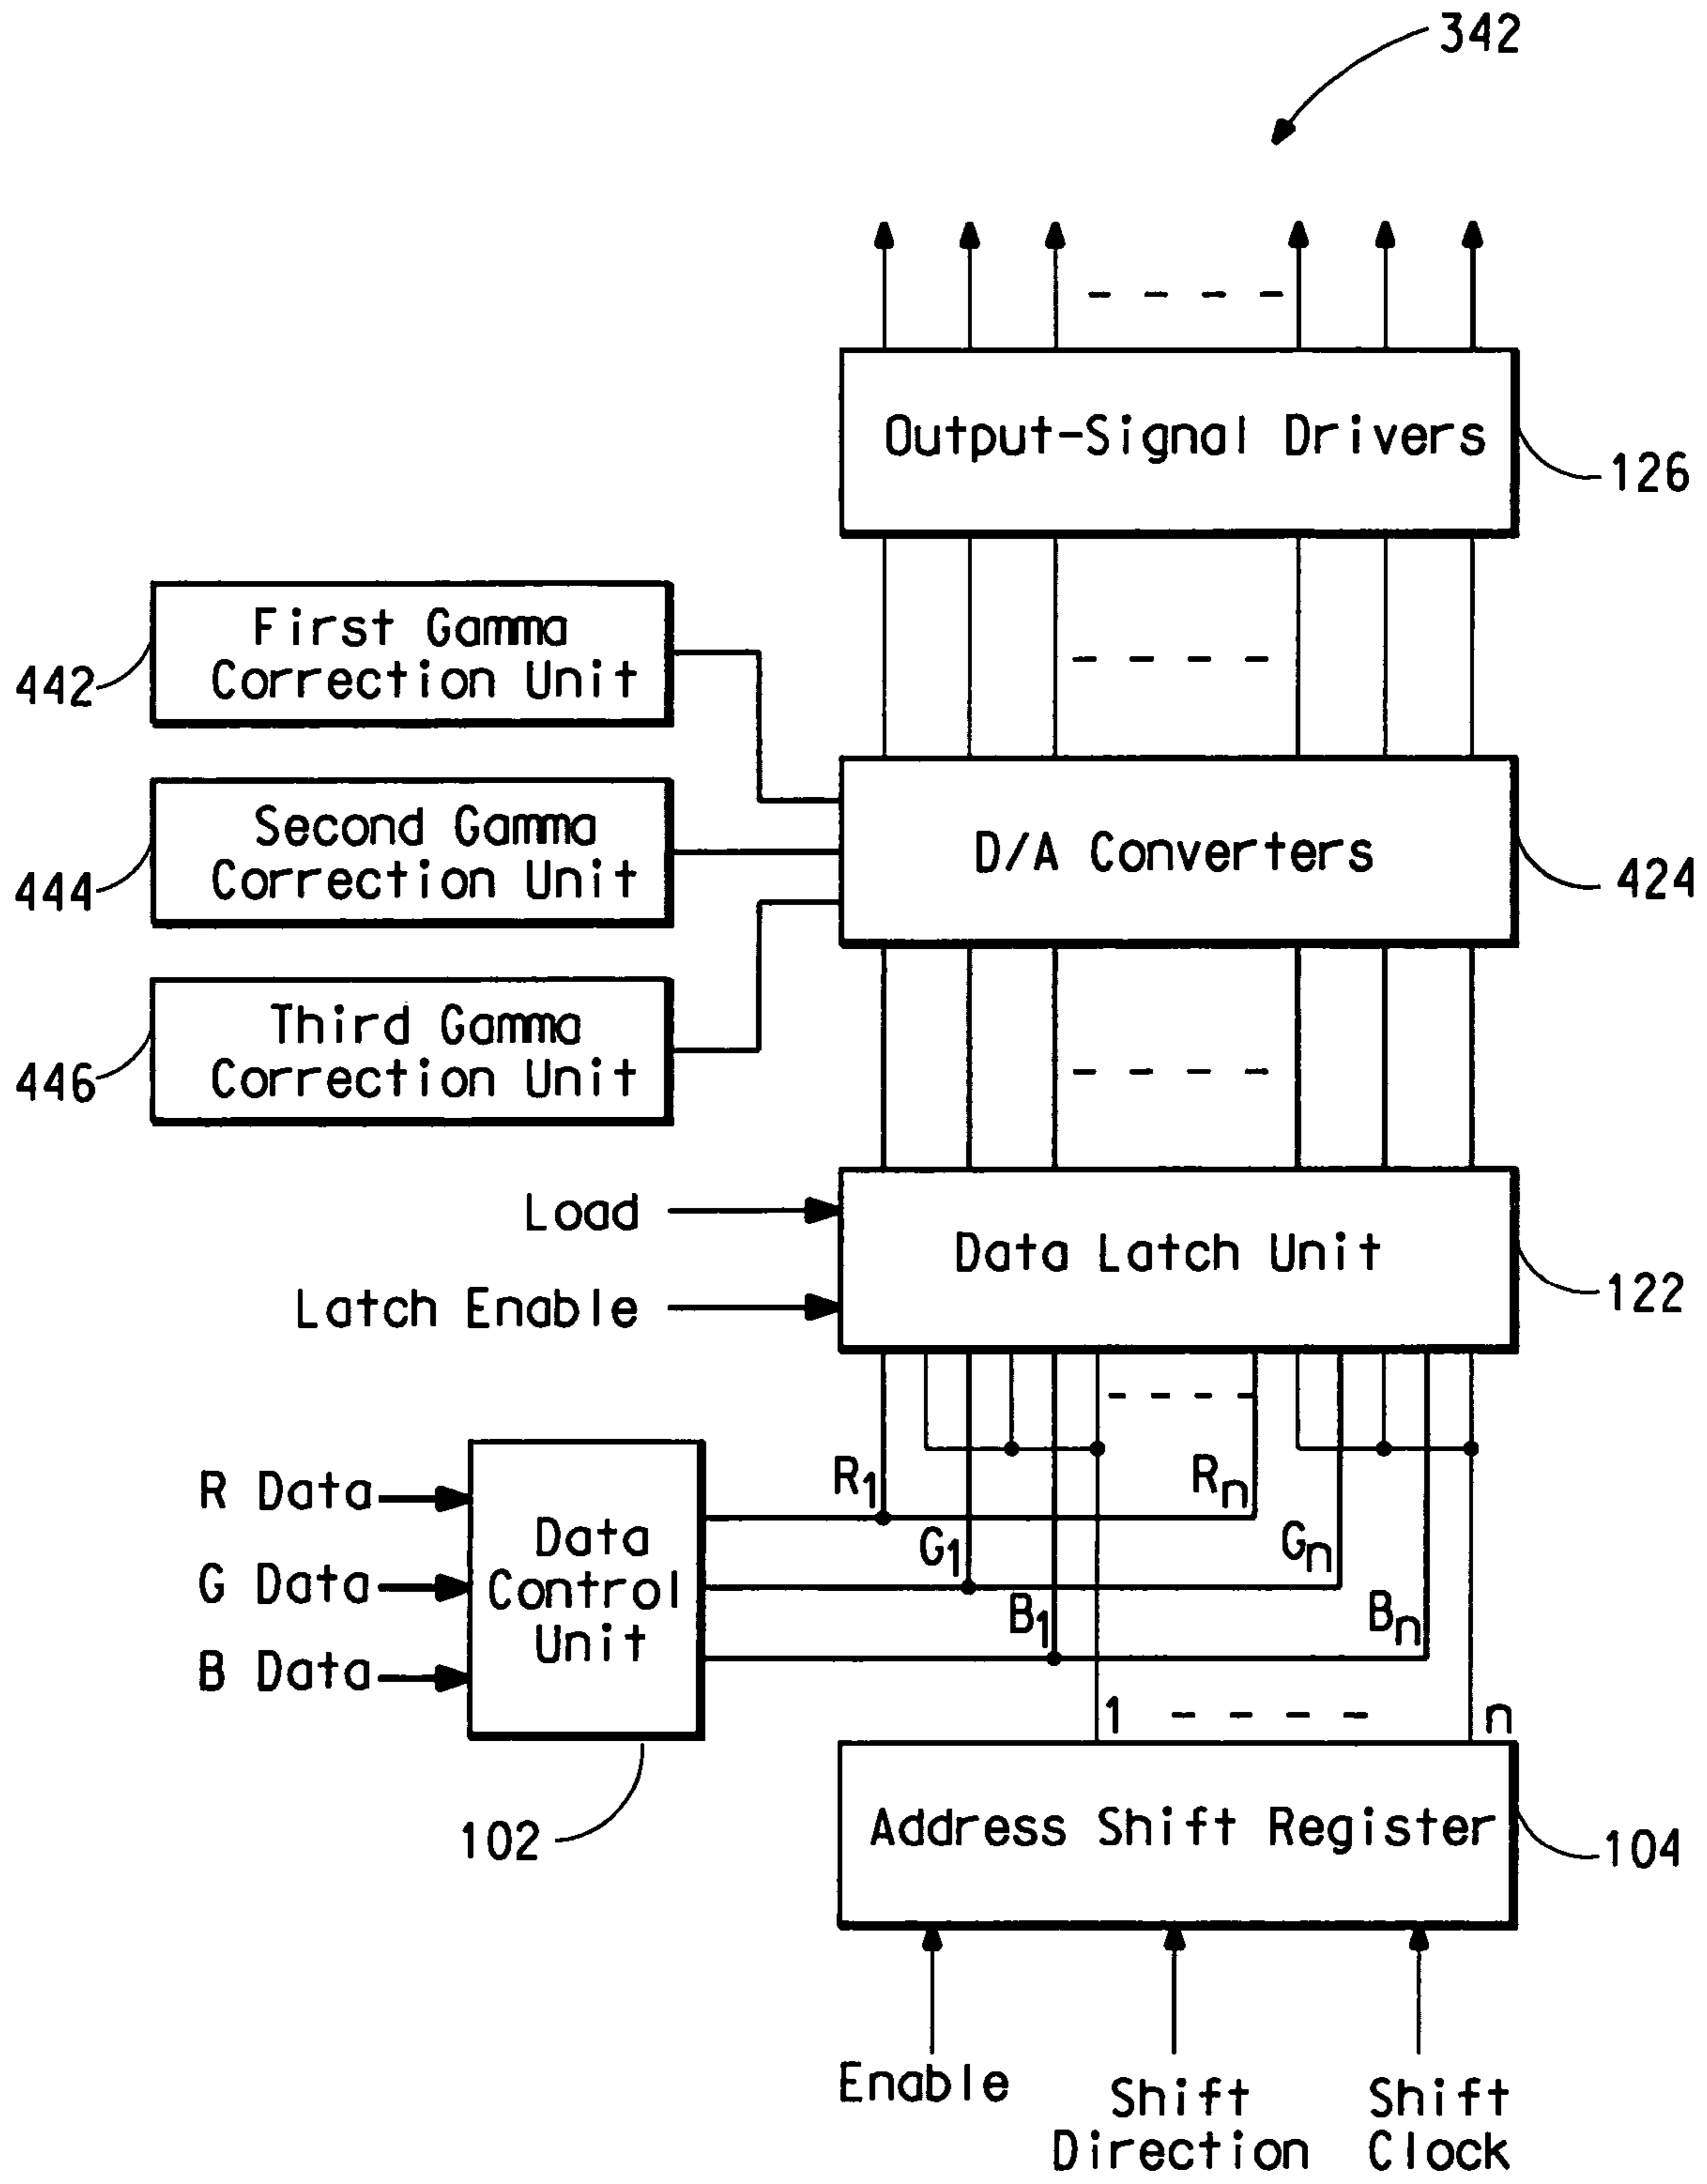 342
Output-Signal Drivers
126
First Gamma
Correction Unit
442
Second Gamma
Correction Unit
444
D/A Converters
424
Third Gamma
Correction Unit
446
Load
Latch Enable
Data Latch Unit
122
R Data
G Data
B Data
Data
Control
Unit
102
R1
G1
B1
Rn
Gn
Bn
1
n
Address Shift Register
104
Enable
Shift
Direction
Shift
Clock